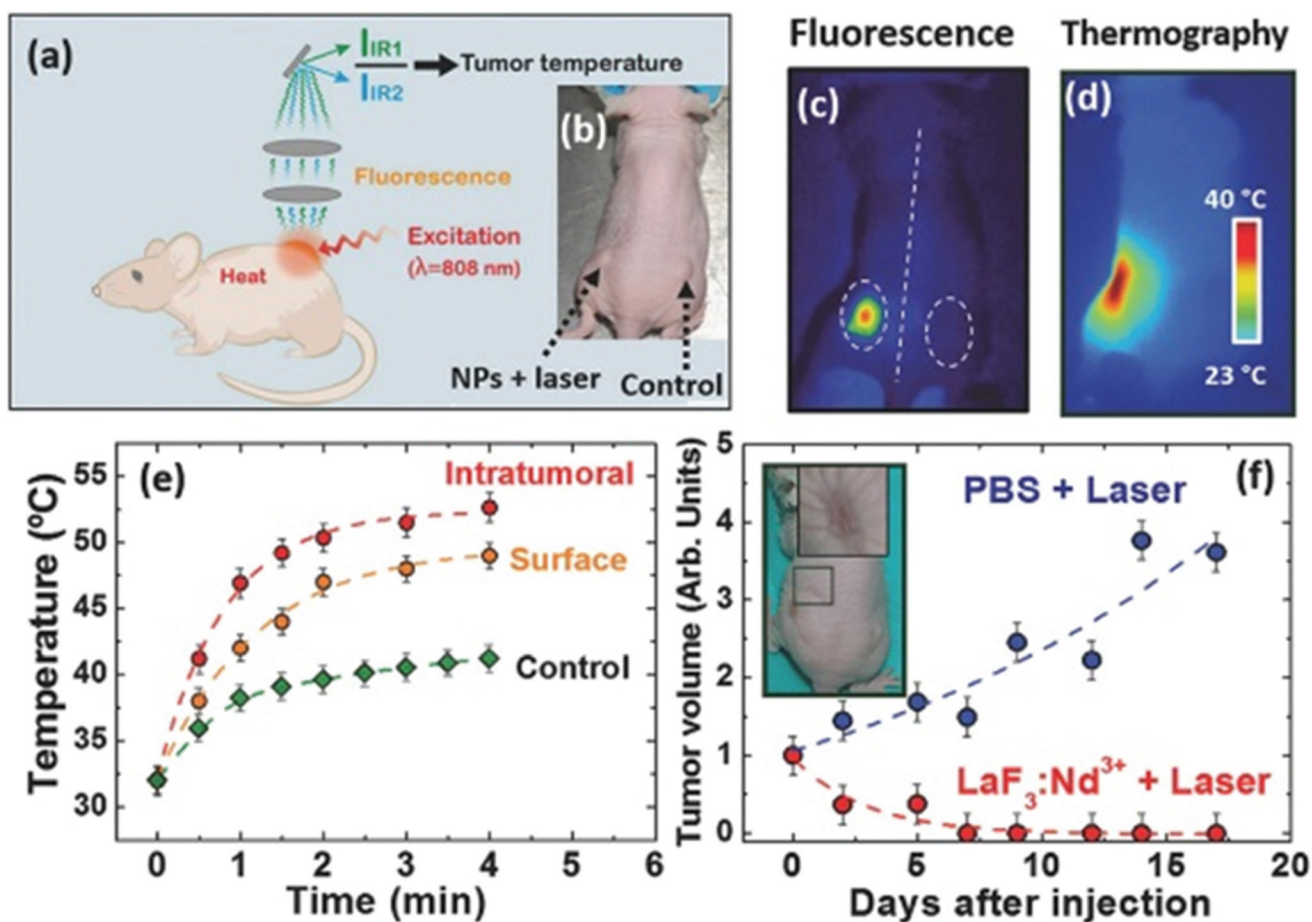 (a)
I IR1
I IR2
Tumor temperature
Fluorescence
Excitation
(λ=808 nm)
Heat
(b)
NPs + laser
Control
Fluorescence
(c)
Thermography
(d)
40 °C
23 °C
(e)
Intratumoral
Surface
Control
Temperature (ºC)
55
50
45
40
35
30
0 1 2 3 4 5 6
Time (min)
(f)
PBS + Laser
LaF3:Nd3+ + Laser
Tumor volume (Arb. Units)
5
4
3
2
1
0
0 5 10 15 20
Days after injection